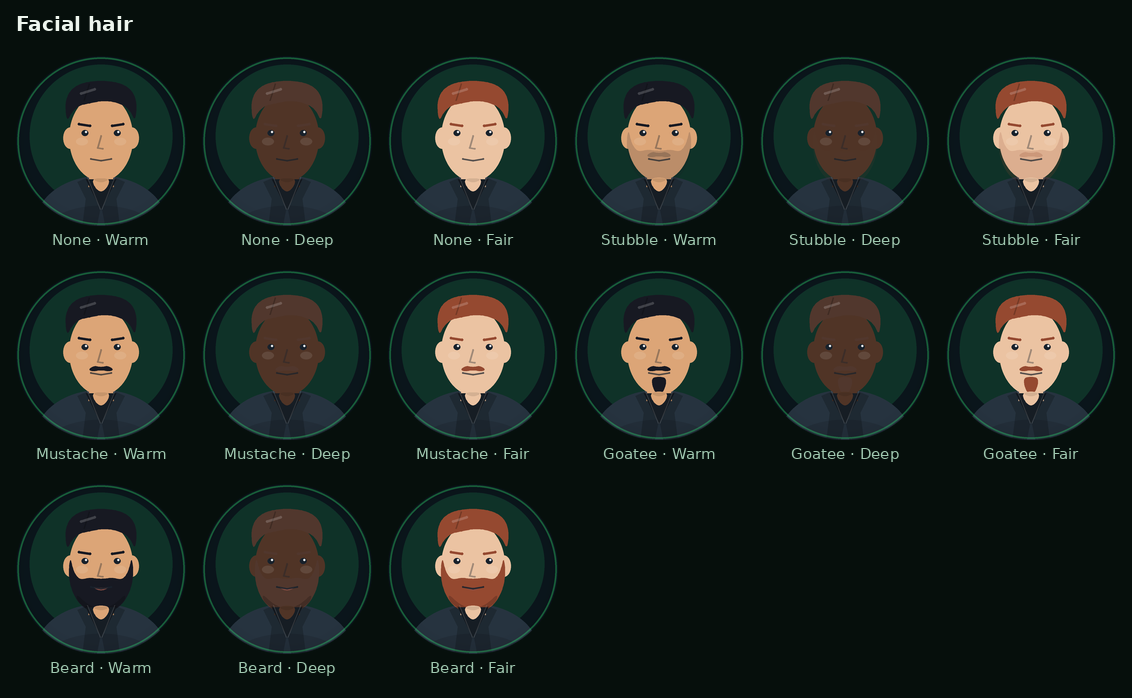 Facial hair
None · Warm
None · Deep
None · Fair
Stubble · Warm
Stubble · Deep
Stubble · Fair
Mustache · Warm
Mustache · Deep
Mustache · Fair
Goatee · Warm
Goatee · Deep
Goatee · Fair
Beard · Warm
Beard · Deep
Beard · Fair